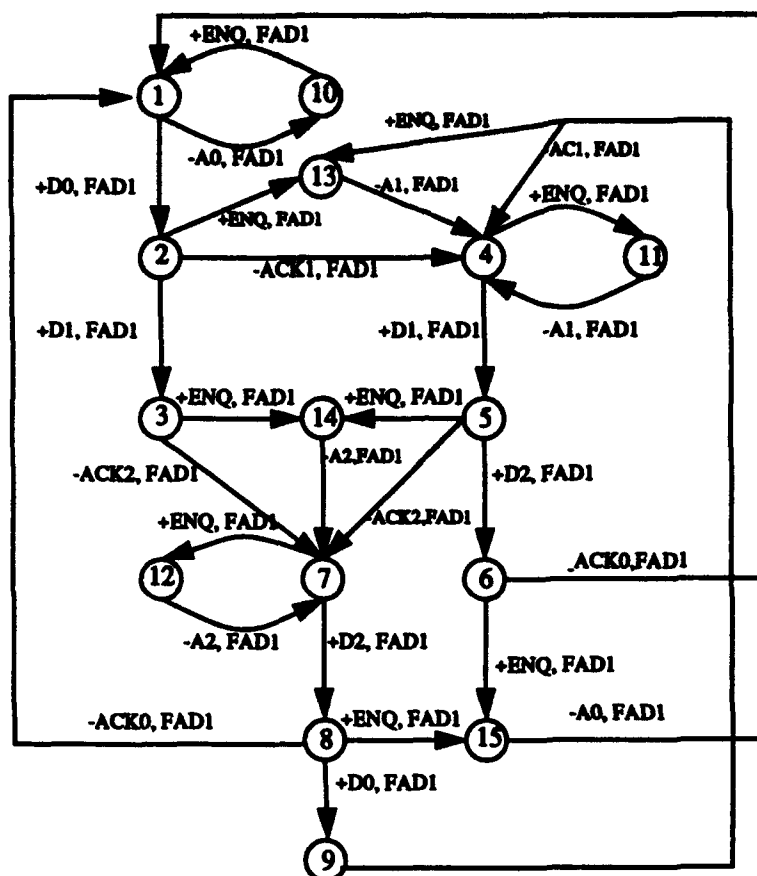 +ENQ, FAD1
1
10
-A0, FAD1
+ENQ, FAD1
-AC1, FAD1
+D0, FAD1
13
-A1, FAD1
+ENQ, FAD1
+ENQ, FAD1
2
-ACK1, FAD1
4
11
+D1, FAD1
+D1, FAD1
-A1, FAD1
+ENQ, FAD1
+ENQ, FAD1
3
14
5
-ACK2, FAD1
-A2,FAD1
+D2, FAD1
+ENQ, FAD1
-ACK2,FAD1
12
7
6
-ACK0,FAD1
-A2, FAD1
+D2, FAD1
+ENQ, FAD1
-ACK0, FAD1
+ENQ, FAD1
-A0, FAD1
8
15
+D0, FAD1
9